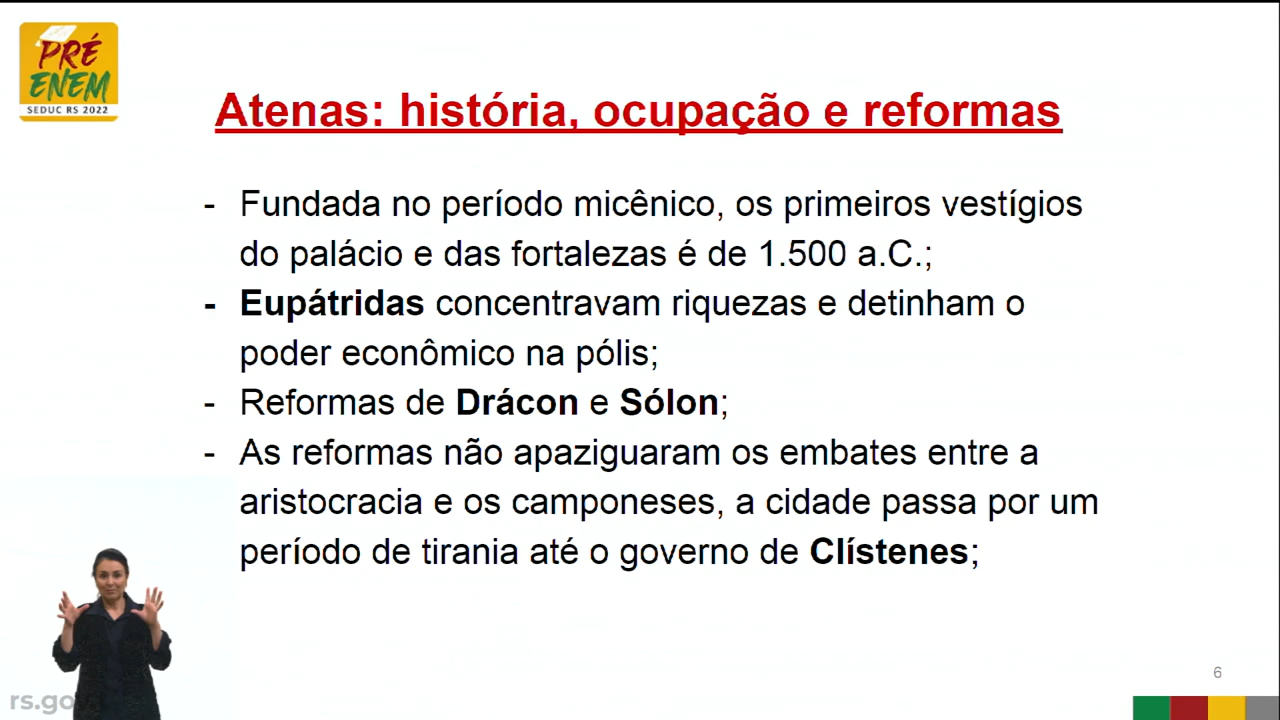 PRÉ
ENEM
SEDUC RS 2022
Atenas: história, ocupação e reformas
- Fundada no período micênico, os primeiros vestígios
do palácio e das fortalezas é de 1.500 a.C.;
- Eupátridas concentravam riquezas e detinham o
poder econômico na pólis;
- Reformas de Drácon e Sólon;
- As reformas não apaziguaram os embates entre a
aristocracia e os camponeses, a cidade passa por um
período de tirania até o governo de Clístenes;
6